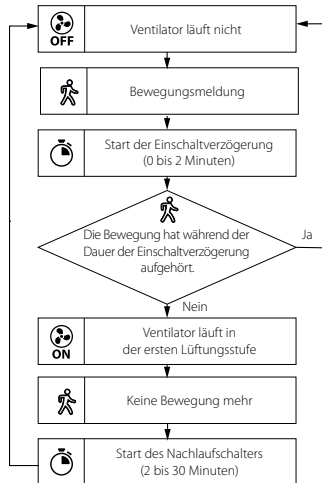 OFF
Ventilator läuft nicht
Bewegungsmeldung
Start der Einschaltverzögerung
(0 bis 2 Minuten)
Die Bewegung hat während der
Dauer der Einschaltverzögerung
aufgehört.
Ja
Nein
ON
Ventilator läuft in
der ersten Lüftungsstufe
Keine Bewegung mehr
Start des Nachlaufschalters
(2 bis 30 Minuten)